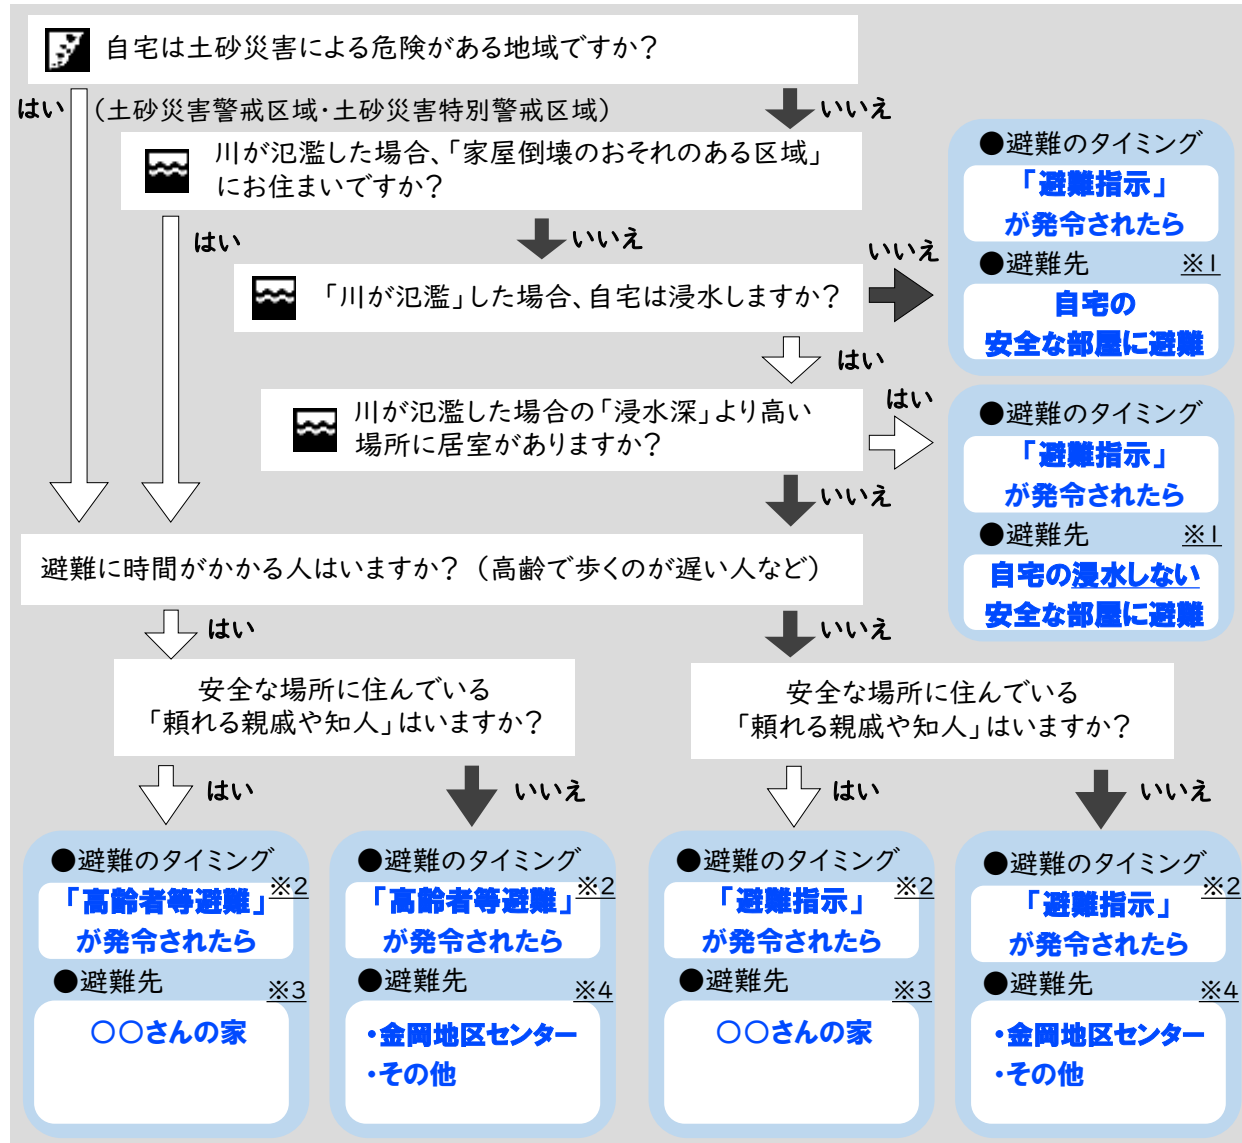 自宅は土砂災害による危険がある地域ですか？
はい
(土砂災害警戒区域・土砂災害特別警戒区域)
いいえ
川が氾濫した場合、「家屋倒壊のおそれのある区域」
にお住まいですか？
はい
いいえ
「川が氾濫」した場合、自宅は浸水しますか？
いいえ
はい
●避難のタイミング
「避難指示」
が発令されたら
●避難先 ※1
自宅の
安全な部屋に避難
川が氾濫した場合の「浸水深」より高い
場所に居室がありますか？
はい
いいえ
●避難のタイミング
「避難指示」
が発令されたら
●避難先 ※1
自宅の浸水しない
安全な部屋に避難
避難に時間がかかる人はいますか？（高齢で歩くのが遅い人など）
はい
いいえ
安全な場所に住んでいる
「頼れる親戚や知人」はいますか？
はい
いいえ
安全な場所に住んでいる
「頼れる親戚や知人」はいますか？
はい
いいえ
●避難のタイミング
※2
「高齢者等避難」
が発令されたら
●避難先
※3
〇〇さんの家
●避難のタイミング
※2
「高齢者等避難」
が発令されたら
●避難先
※4
・金岡地区センター
・その他
●避難のタイミング
※2
「避難指示」
が発令されたら
●避難先
※3
〇〇さんの家
●避難のタイミング
※2
「避難指示」
が発令されたら
●避難先
※4
・金岡地区センター
・その他